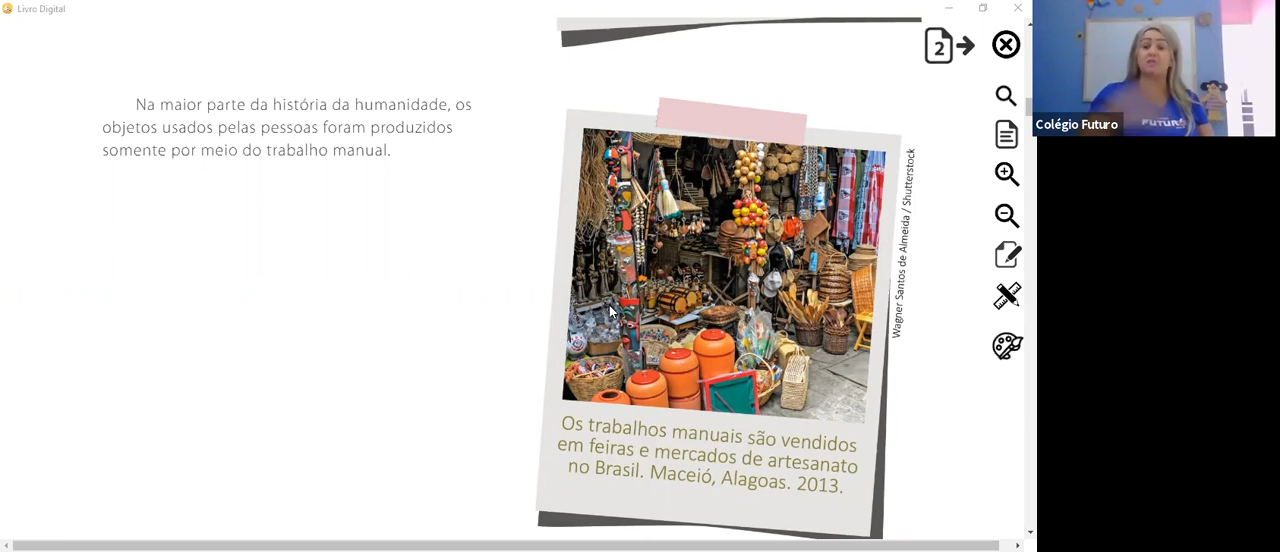 Livro Digital
2
Na maior parte da história da humanidade, os
objetos usados pelas pessoas foram produzidos
somente por meio do trabalho manual.
Wagner Santos de Almeida / Shutterstock
Os trabalhos manuais são vendidos
em feiras e mercados de artesanato
no Brasil. Maceió, Alagoas. 2013.
FUTURO
Colégio Futuro